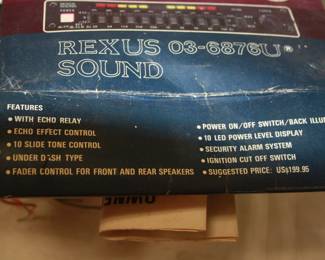 POWER
REXUS 03-6876U®
SOUND
FEATURES
• WITH ECHO RELAY
• ECHO EFFECT CONTROL
• 10 SLIDE TONE CONTROL
• UNDER DASH TYPE
• FADER CONTROL FOR FRONT AND REAR SPEAKERS
• POWER ON/OFF SWITCH/BACK ILLU
• 10 LED POWER LEVEL DISPLAY
• SECURITY ALARM SYSTEM
• IGNITION CUT OFF SWITCH
• SUGGESTED PRICE: US$199.95
OWNE